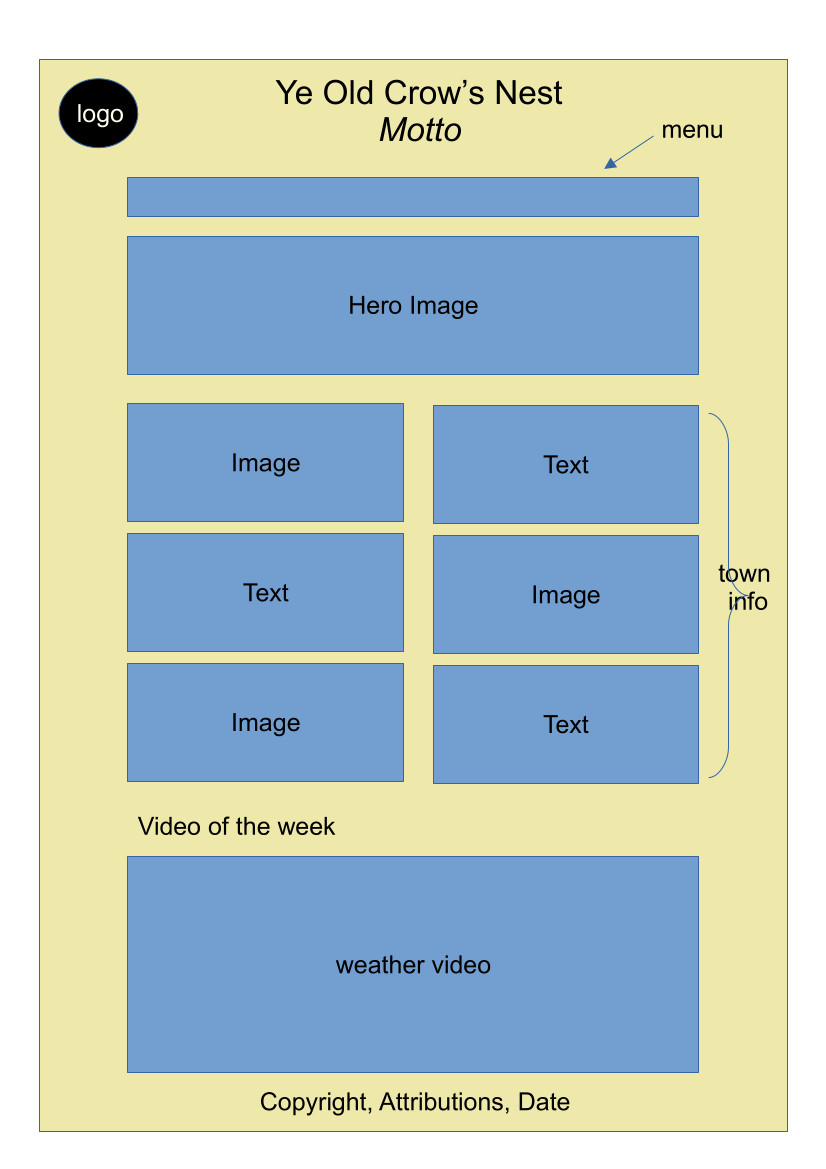 logo
Ye Old Crow’s Nest
Motto
menu
Hero Image
Image
Text
Text
Image
town
info
Image
Text
Video of the week
weather video
Copyright, Attributions, Date